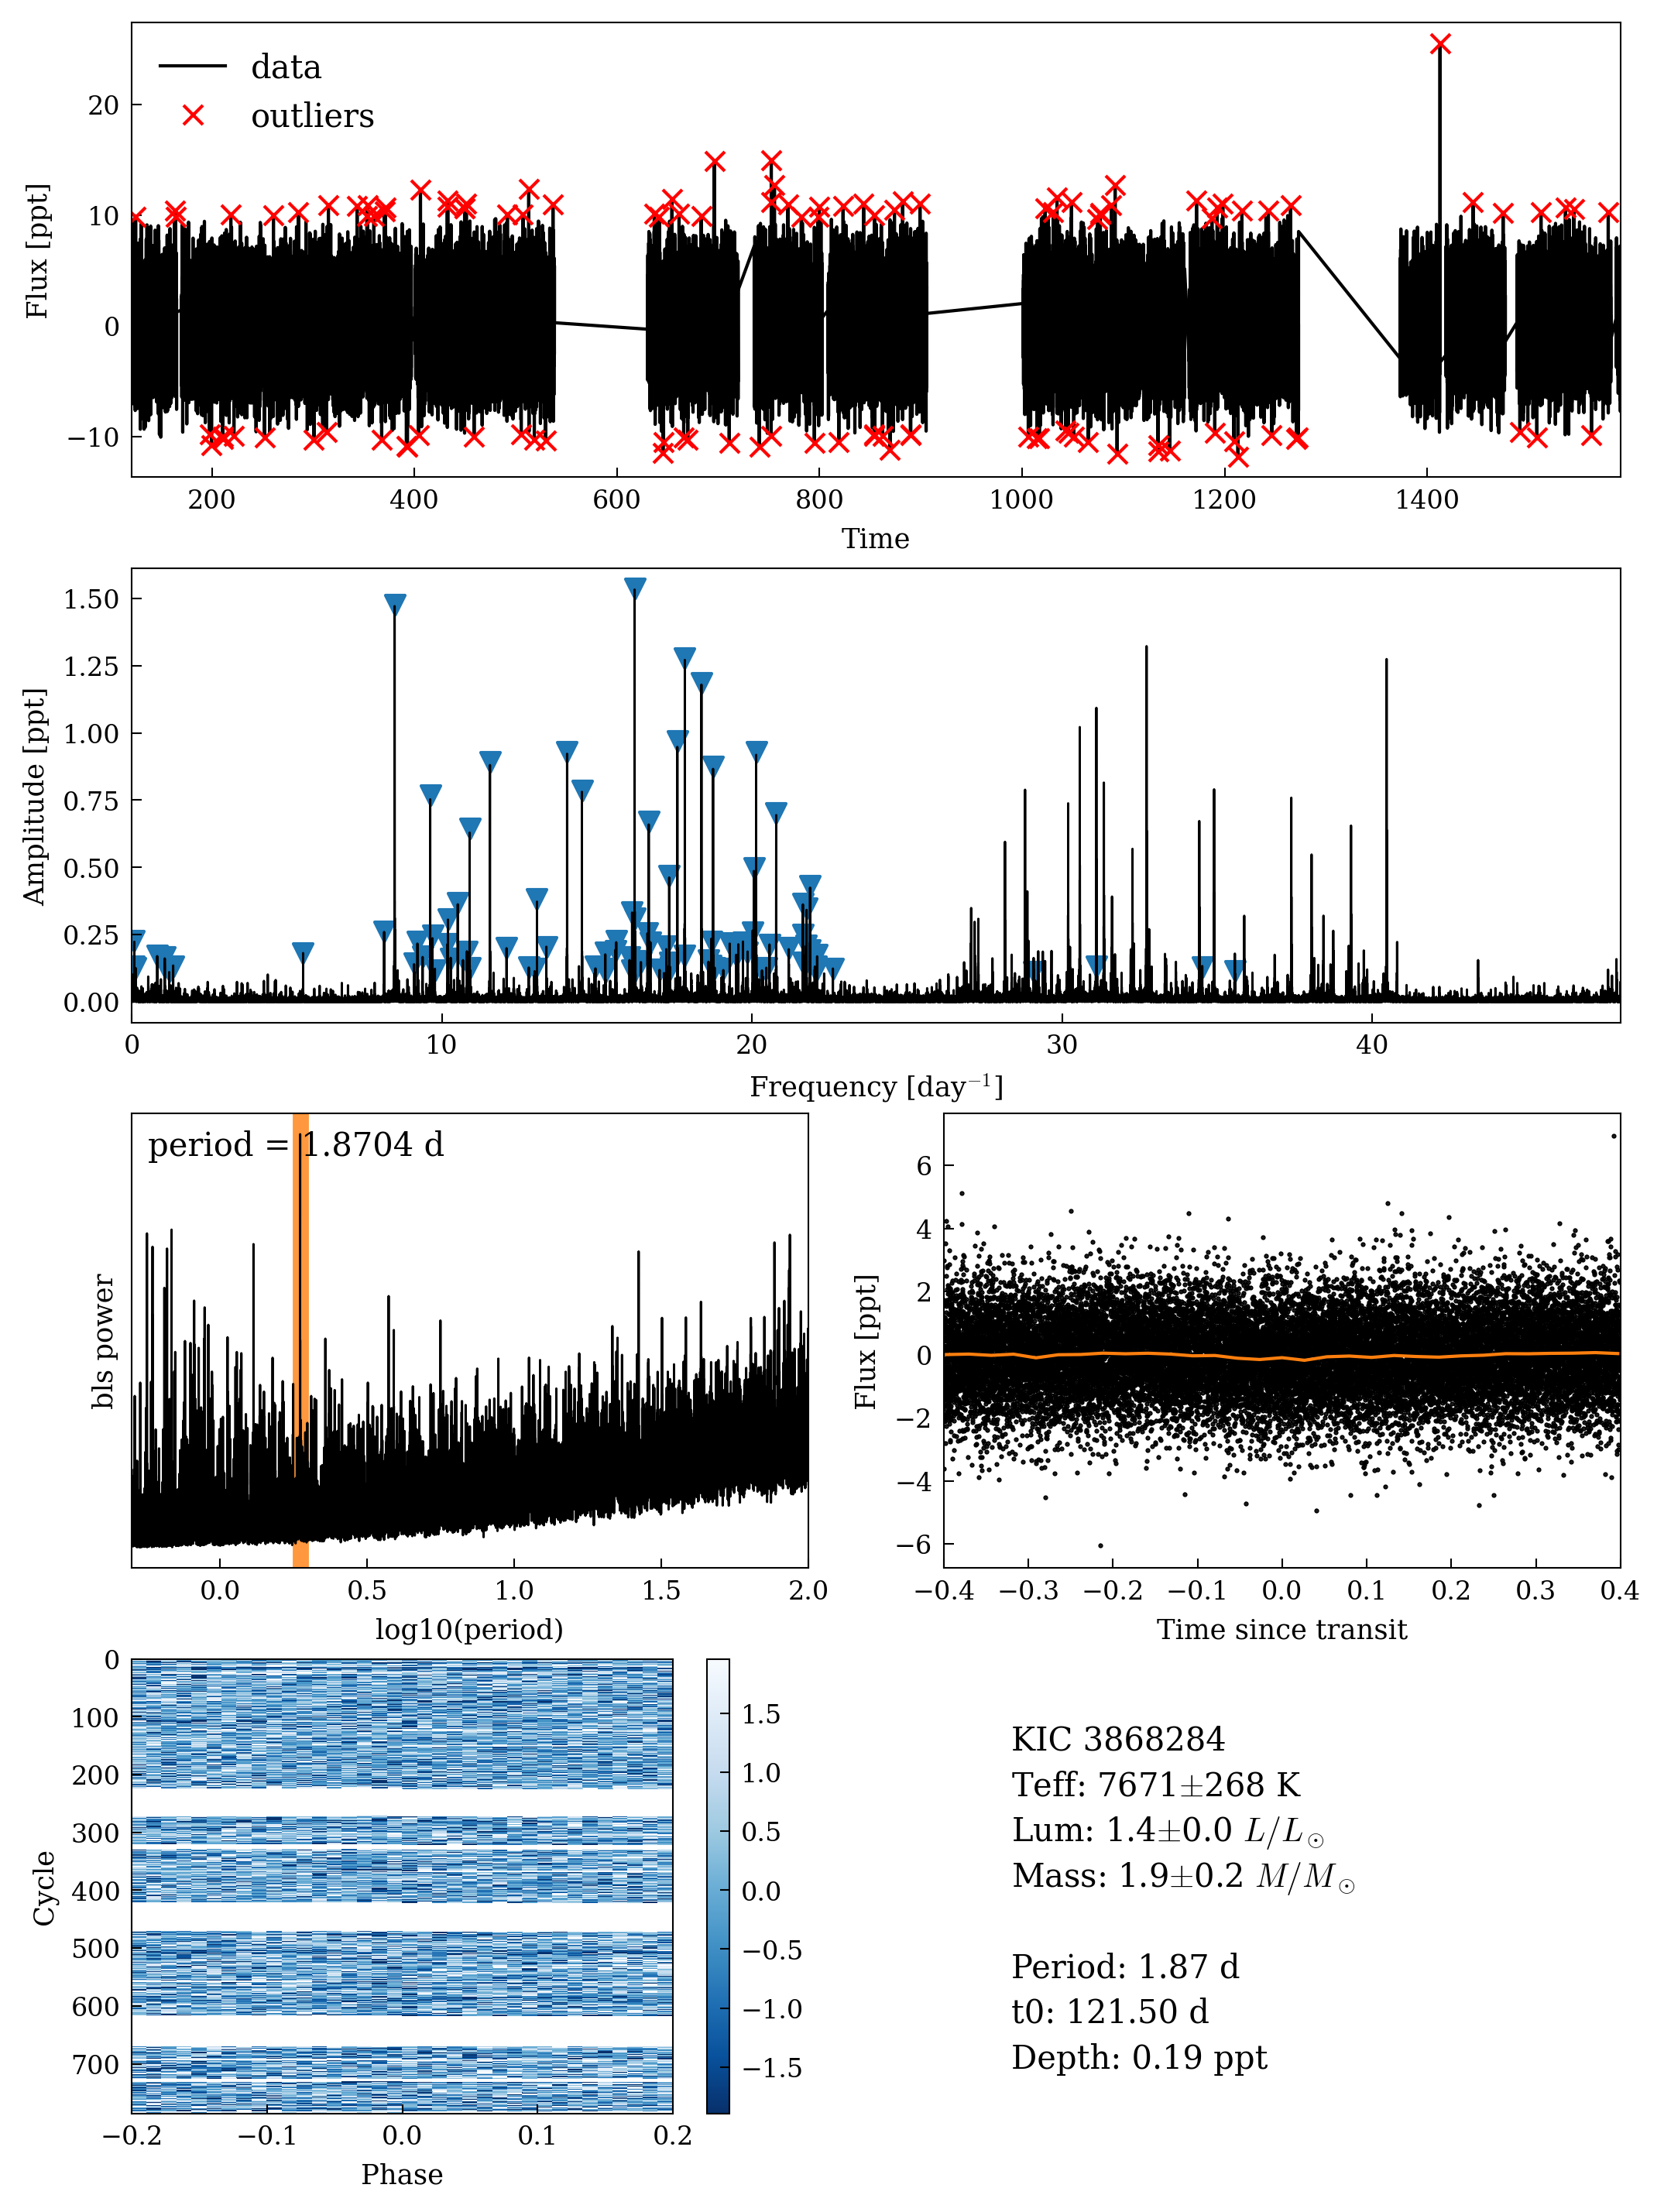 data
outliers
20
10
0
−10
Flux [ppt]
200 400 600 800 1000 1200 1400
Time
1.50
1.25
1.00
0.75
0.50
0.25
0.00
Amplitude [ppt]
0 10 20 30 40
Frequency [day⁻¹]
period = 1.8704 d
bls power
0.0 0.5 1.0 1.5 2.0
log10(period)
6
4
2
0
−2
−4
−6
Flux [ppt]
−0.4 −0.3 −0.2 −0.1 0.0 0.1 0.2 0.3 0.4
Time since transit
0
100
200
300
400
500
600
700
Cycle
−0.2 −0.1 0.0 0.1 0.2
Phase
1.5
1.0
0.5
0.0
−0.5
−1.0
−1.5
KIC 3868284
Teff: 7671±268 K
Lum: 1.4±0.0 L/L☉
Mass: 1.9±0.2 M/M☉
Period: 1.87 d
t0: 121.50 d
Depth: 0.19 ppt